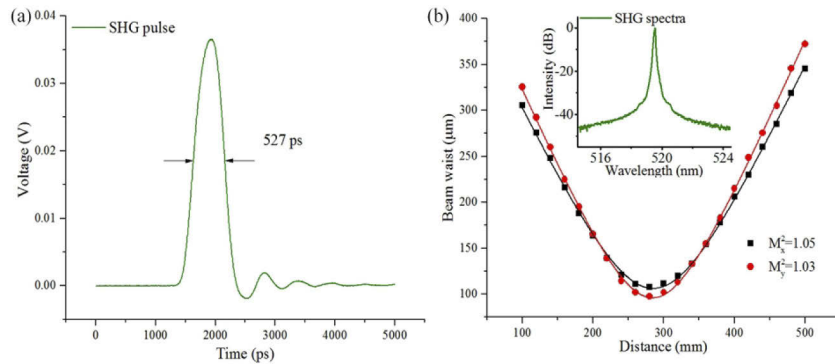 (a)
SHG pulse
527 ps
Voltage (V)
0.04
0.03
0.02
0.01
0.00
0
1000
2000
3000
4000
5000
Time (ps)
(b)
SHG spectra
Intensity (dB)
0
-20
-40
516
520
524
Wavelength (nm)
Beam waist (μm)
400
350
300
250
200
150
100
M²x=1.05
M²y=1.03
100
200
300
400
500
Distance (mm)